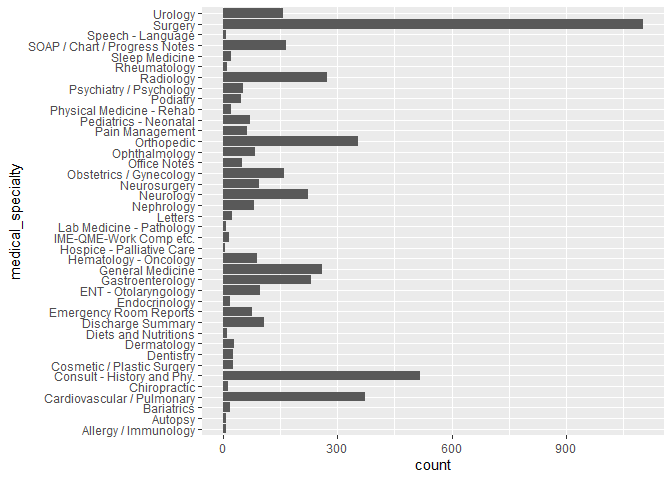 Urology
Surgery
Speech - Language
SOAP / Chart / Progress Notes
Sleep Medicine
Rheumatology
Radiology
Psychiatry / Psychology
Podiatry
Physical Medicine - Rehab
Pediatrics - Neonatal
Pain Management
Orthopedic
Ophthalmology
Office Notes
Obstetrics / Gynecology
Neurosurgery
Neurology
Nephrology
Letters
Lab Medicine - Pathology
IME-QME-Work Comp etc.
Hospice - Palliative Care
Hematology - Oncology
General Medicine
Gastroenterology
ENT - Otolaryngology
Endocrinology
Emergency Room Reports
Discharge Summary
Diets and Nutritions
Dermatology
Dentistry
Cosmetic / Plastic Surgery
Consult - History and Phy.
Chiropractic
Cardiovascular / Pulmonary
Bariatrics
Autopsy
Allergy / Immunology
medical_specialty
0 300 600 900
count